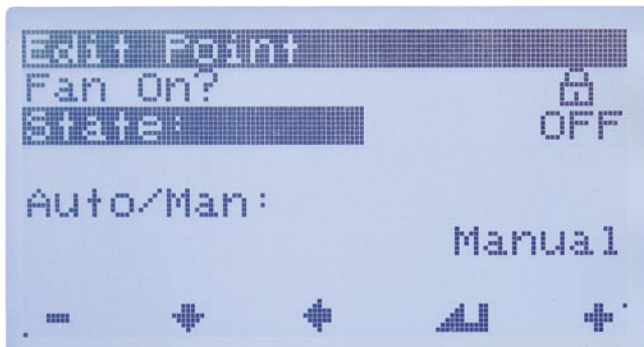 Edit Point
Fan On?
State: OFF
Auto/Man:
Manual